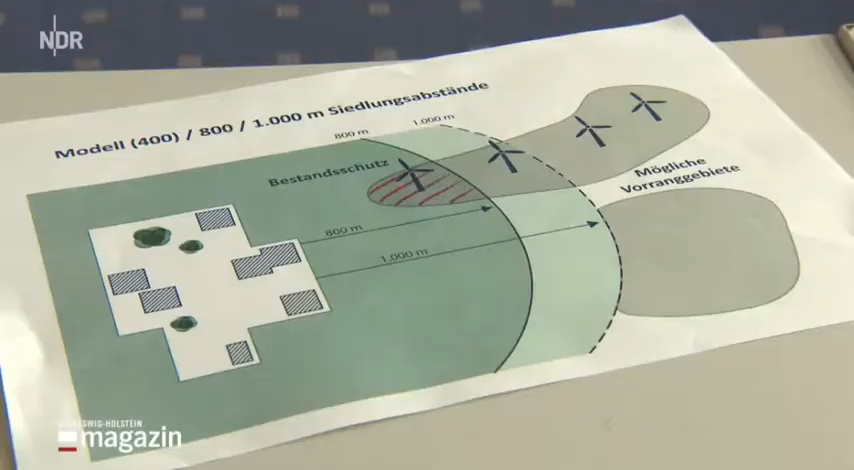 NDR
Modell (400) / 800 / 1.000 m Siedlungsabstände
800 m
1.000 m
Bestandsschutz
Mögliche
Vorranggebiete
800 m
1.000 m
SCHLESWIG-HOLSTEIN
magazin